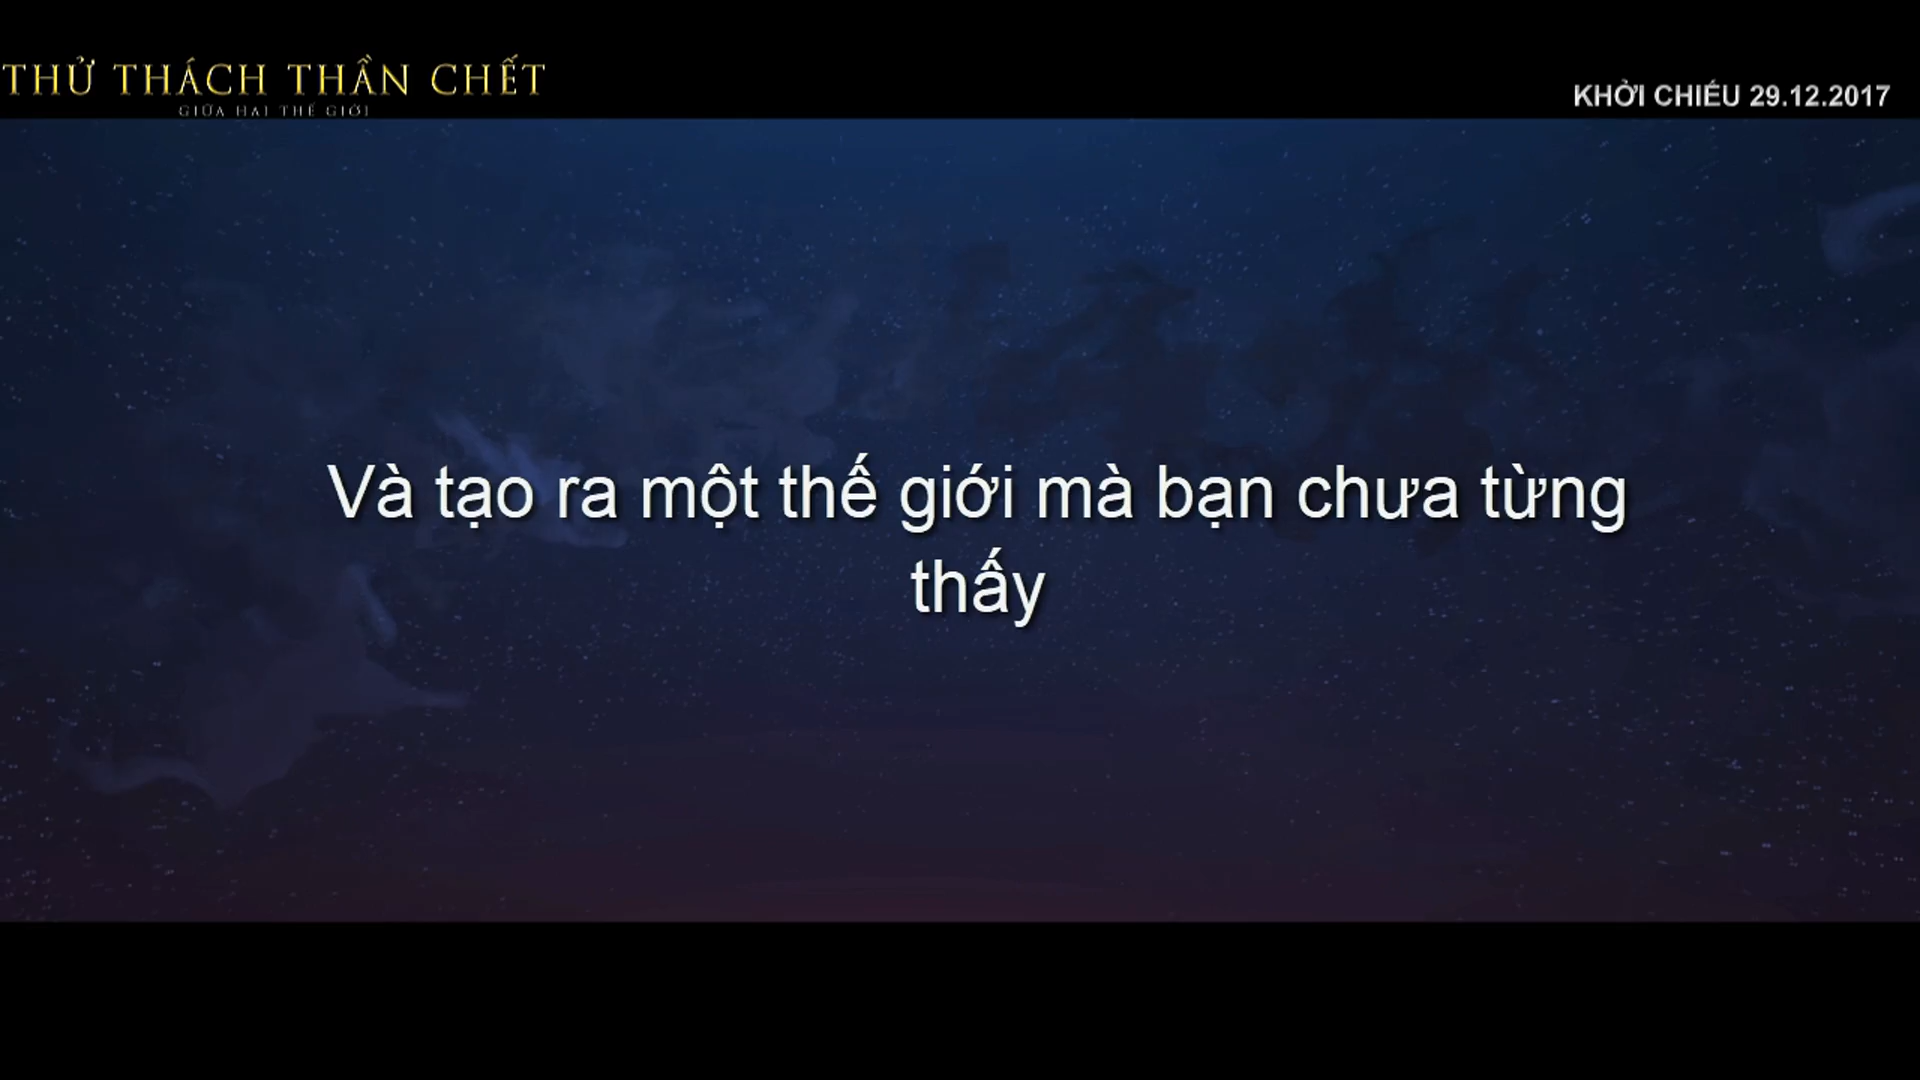 THỬ THÁCH THẦN CHẾT
GIỮA HAI THẾ GIỚI
KHỞI CHIẾU 29.12.2017
Và tạo ra một thế giới mà bạn chưa từng
thấy